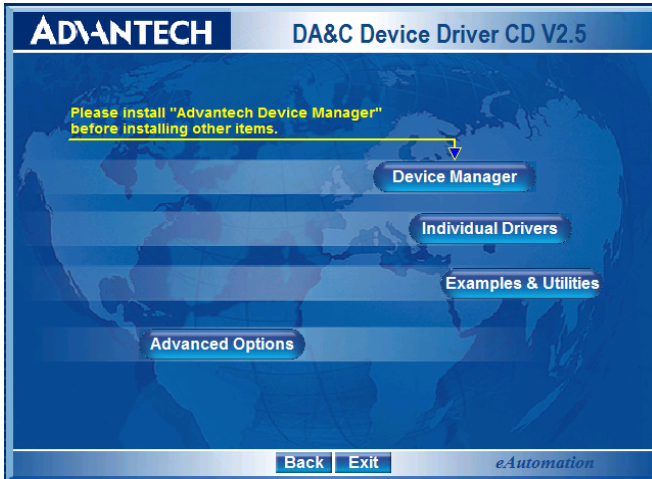 ADVANTECH
DA&C Device Driver CD V2.5
Please install "Advantech Device Manager"
before installing other items.
Device Manager
Individual Drivers
Examples & Utilities
Advanced Options
Back
Exit
eAutomation